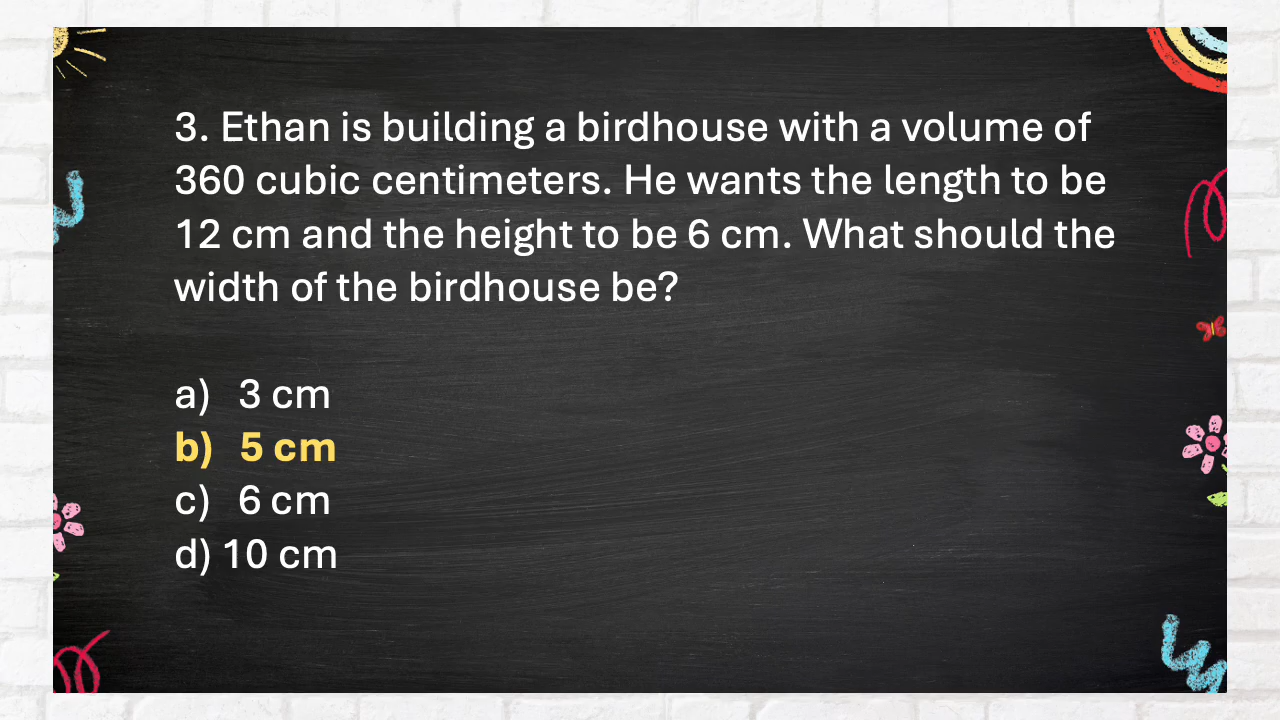 3. Ethan is building a birdhouse with a volume of
360 cubic centimeters. He wants the length to be
12 cm and the height to be 6 cm. What should the
width of the birdhouse be?
a) 3 cm
b) 5 cm
c) 6 cm
d) 10 cm